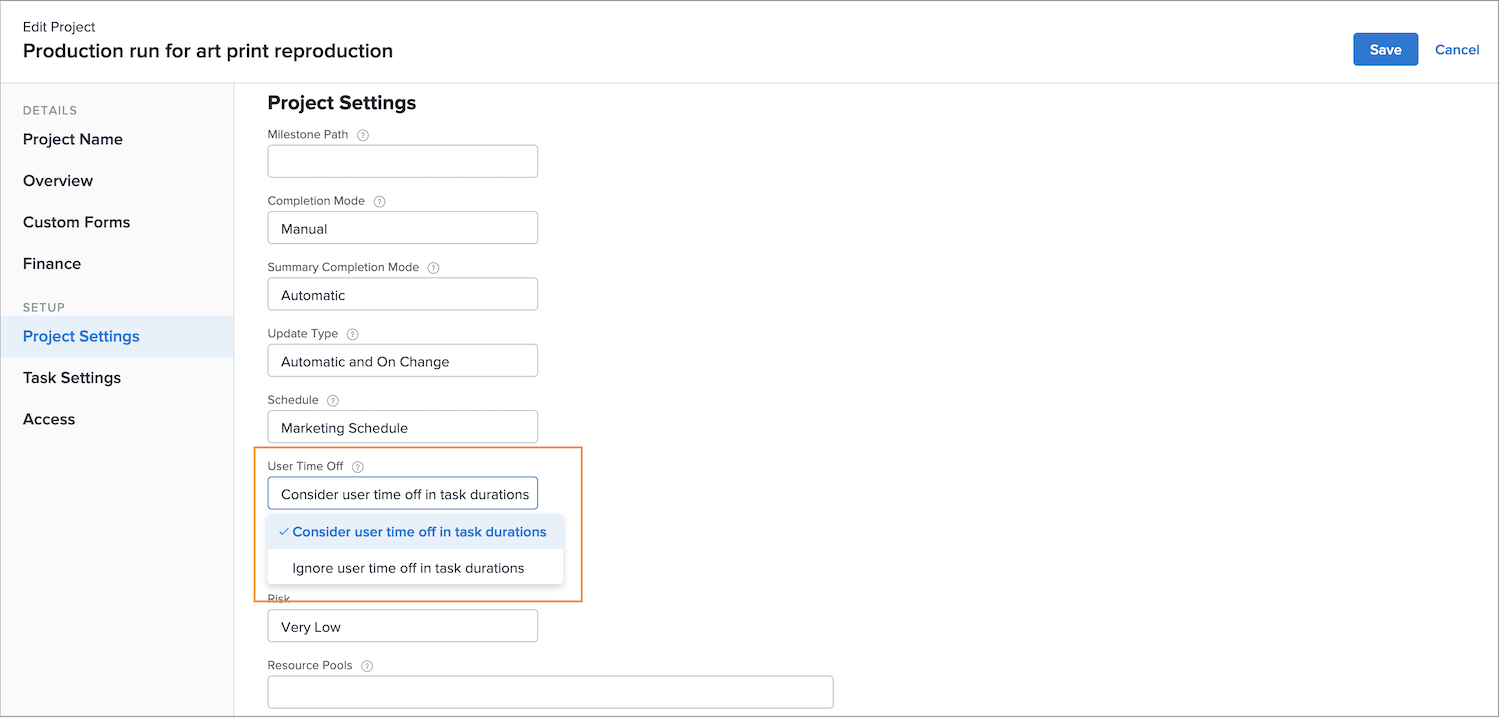 Edit Project
Production run for art print reproduction
Save
Cancel
DETAILS
Project Name
Overview
Custom Forms
Finance
SETUP
Project Settings
Task Settings
Access
Project Settings
Milestone Path ?
Completion Mode ?
Manual
Summary Completion Mode ?
Automatic
Update Type ?
Automatic and On Change
Schedule ?
Marketing Schedule
User Time Off ?
Consider user time off in task durations
Consider user time off in task durations
Ignore user time off in task durations
Risk
Very Low
Resource Pools ?